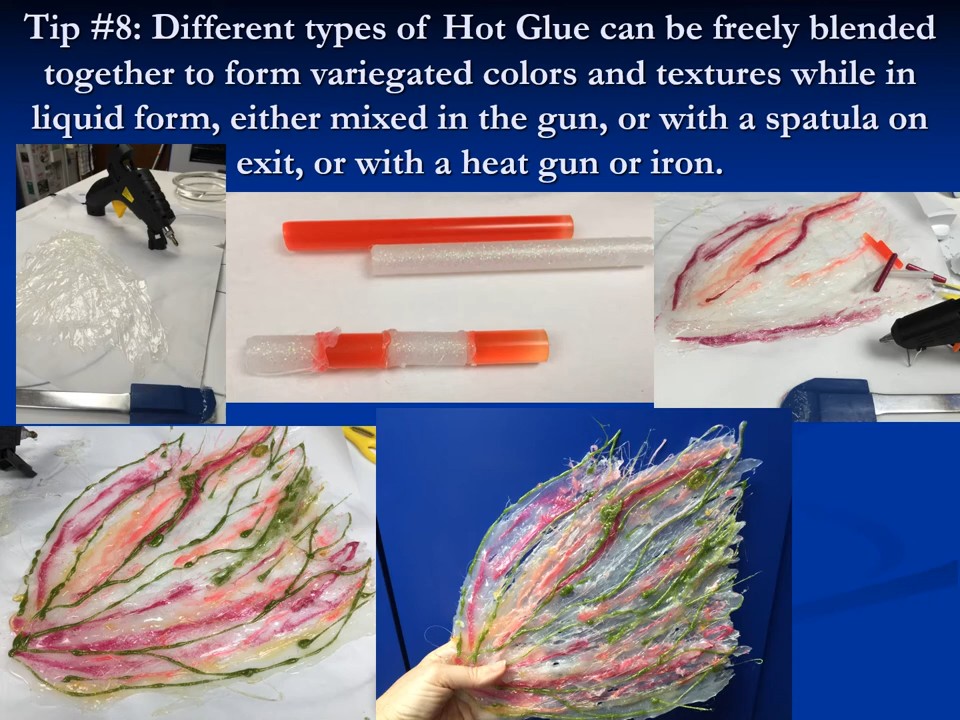 Tip #8: Different types of Hot Glue can be freely blended
together to form variegated colors and textures while in
liquid form, either mixed in the gun, or with a spatula on
exit, or with a heat gun or iron.